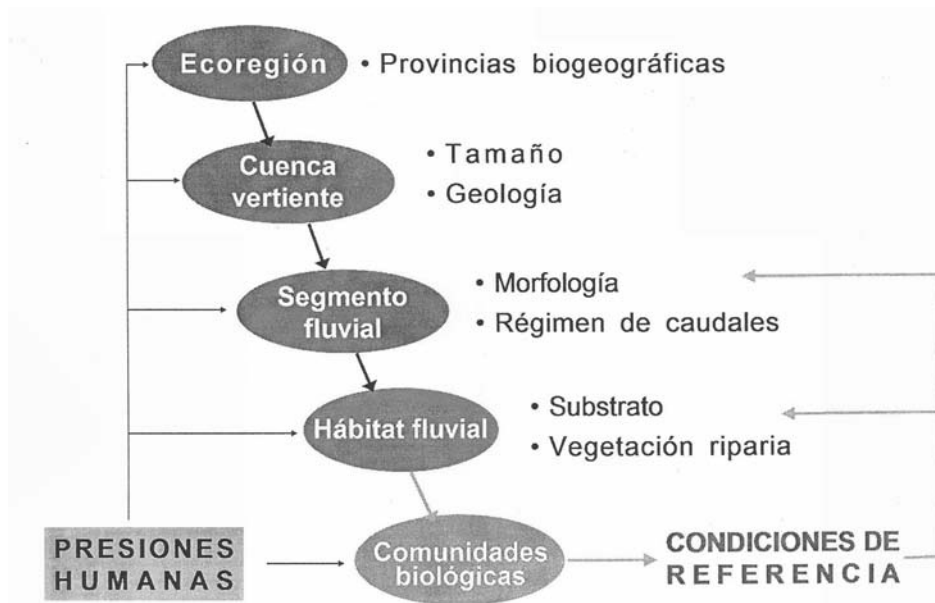 Ecoregión
• Provincias biogeográficas
Cuenca
vertiente
• Tamaño
• Geología
Segmento
fluvial
• Morfología
• Régimen de caudales
Hábitat fluvial
• Substrato
• Vegetación riparia
PRESIONES
HUMANAS
Comunidades
biológicas
CONDICIONES DE
REFERENCIA